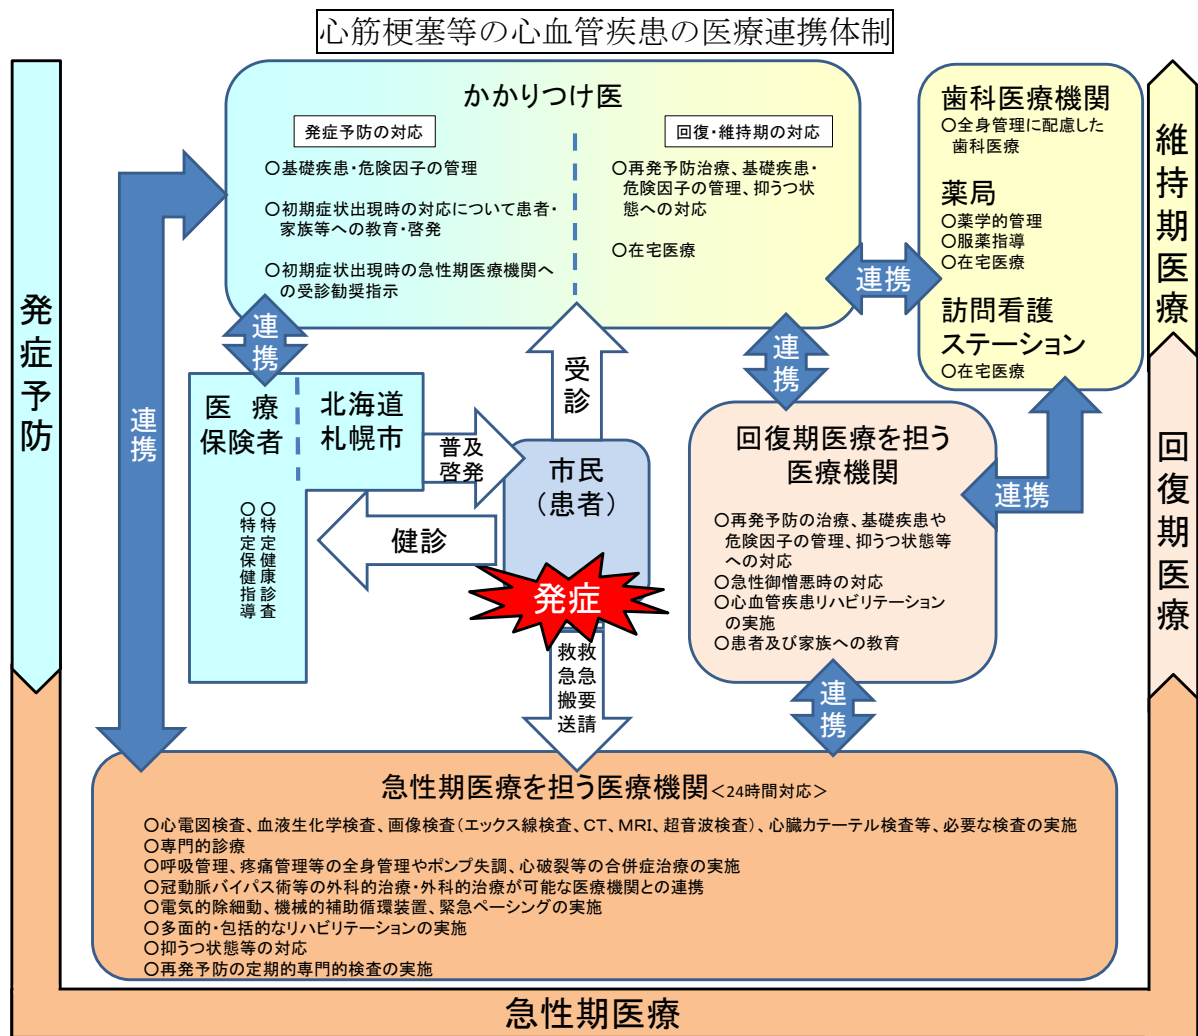 心筋梗塞等の心血管疾患の医療連携体制
発症予防
かかりつけ医
発症予防の対応
〇基礎疾患・危険因子の管理
〇初期症状出現時の対応について患者・
家族等への教育・啓発
〇初期症状出現時の急性期医療機関へ
の受診勧奨指示
回復・維持期の対応
〇再発予防治療、基礎疾患・
危険因子の管理、抑うつ状
態への対応
〇在宅医療
歯科医療機関
〇全身管理に配慮した
歯科医療
薬局
〇薬学的管理
〇服薬指導
〇在宅医療
訪問看護
ステーション
〇在宅医療
維持期医療
回復期医療
連携
連携
連携
連携
連携
連携
医療
保険者
北海道
札幌市
〇特定健康診査
〇特定保健指導
普及
啓発
健診
受診
市民
(患者)
発症
救急要請
救急搬送
回復期医療を担う
医療機関
〇再発予防の治療、基礎疾患や
危険因子の管理、抑うつ状態等
への対応
〇急性御憎悪時の対応
〇心血管疾患リハビリテーション
の実施
〇患者及び家族への教育
急性期医療を担う医療機関<24時間対応>
〇心電図検査、血液生化学検査、画像検査(エックス線検査、CT、MRI、超音波検査)、心臓カテーテル検査等、必要な検査の実施
〇専門的診療
〇呼吸管理、疼痛管理等の全身管理やポンプ失調、心破裂等の合併症治療の実施
〇冠動脈バイパス術等の外科的治療・外科的治療が可能な医療機関との連携
〇電気的除細動、機械的補助循環装置、緊急ペーシングの実施
〇多面的・包括的なリハビリテーションの実施
〇抑うつ状態等の対応
〇再発予防の定期的専門的検査の実施
急性期医療